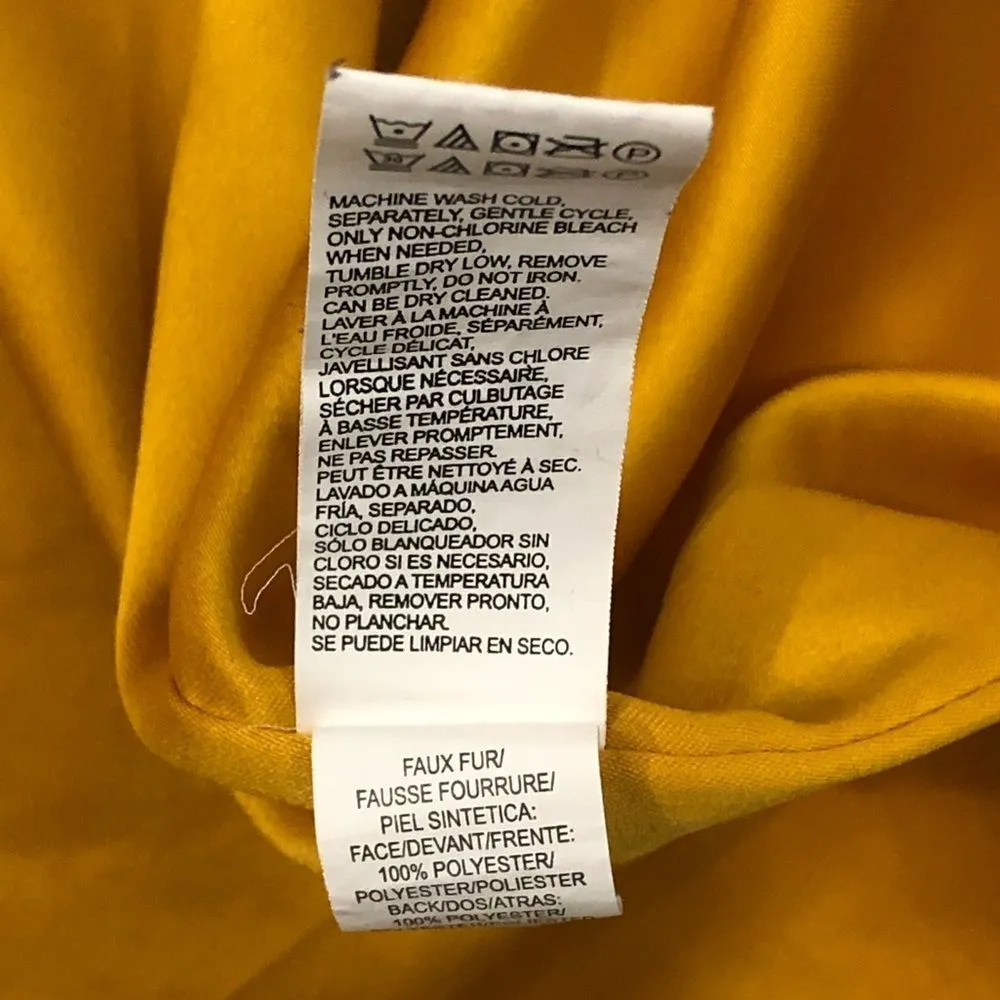 P
30
MACHINE WASH COLD,
SEPARATELY, GENTLE CYCLE,
ONLY NON-CHLORINE BLEACH
WHEN NEEDED,
TUMBLE DRY LOW, REMOVE
PROMPTLY, DO NOT IRON.
CAN BE DRY CLEANED.
LAVER À LA MACHINE À
L'EAU FROIDE, SÉPARÉMENT,
CYCLE DÉLICAT,
JAVELLISANT SANS CHLORE
LORSQUE NÉCESSAIRE,
SÉCHER PAR CULBUTAGE
À BASSE TEMPÉRATURE,
ENLEVER PROMPTEMENT,
NE PAS REPASSER.
PEUT ÊTRE NETTOYÉ À SEC.
LAVADO A MÁQUINA AGUA
FRÍA, SEPARADO,
CICLO DELICADO,
SÓLO BLANQUEADOR SIN
CLORO SI ES NECESARIO,
SECADO A TEMPERATURA
BAJA, REMOVER PRONTO,
NO PLANCHAR.
SE PUEDE LIMPIAR EN SECO.
FAUX FUR/
FAUSSE FOURRURE/
PIEL SINTETICA:
FACE/DEVANT/FRENTE:
100% POLYESTER/
POLYESTER/POLIESTER
BACK/DOS/ATRAS:
100% POLYESTER/
POLYESTER/POLIESTER